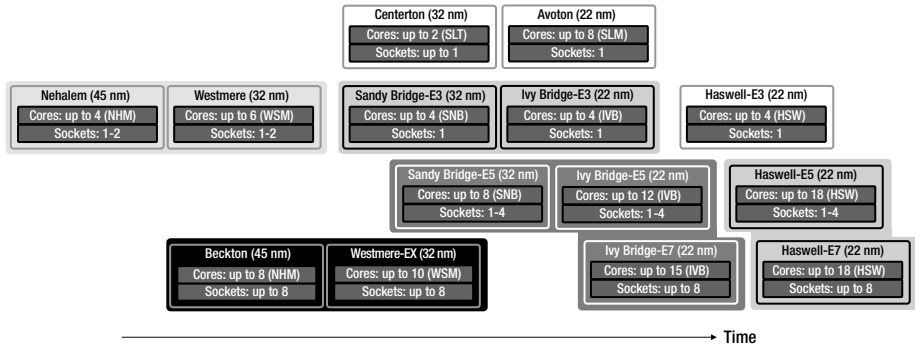 Centerton (32 nm)
Cores: up to 2 (SLT)
Sockets: up to 1
Avoton (22 nm)
Cores: up to 8 (SLM)
Sockets: 1
Nehalem (45 nm)
Cores: up to 4 (NHM)
Sockets: 1-2
Westmere (32 nm)
Cores: up to 6 (WSM)
Sockets: 1-2
Sandy Bridge-E3 (32 nm)
Cores: up to 4 (SNB)
Sockets: 1
Ivy Bridge-E3 (22 nm)
Cores: up to 4 (IVB)
Sockets: 1
Haswell-E3 (22 nm)
Cores: up to 4 (HSW)
Sockets: 1
Sandy Bridge-E5 (32 nm)
Cores: up to 8 (SNB)
Sockets: 1-4
Ivy Bridge-E5 (22 nm)
Cores: up to 12 (IVB)
Sockets: 1-4
Haswell-E5 (22 nm)
Cores: up to 18 (HSW)
Sockets: 1-4
Beckton (45 nm)
Cores: up to 8 (NHM)
Sockets: up to 8
Westmere-EX (32 nm)
Cores: up to 10 (WSM)
Sockets: up to 8
Ivy Bridge-E7 (22 nm)
Cores: up to 15 (IVB)
Sockets: up to 8
Haswell-E7 (22 nm)
Cores: up to 18 (HSW)
Sockets: up to 8
Time